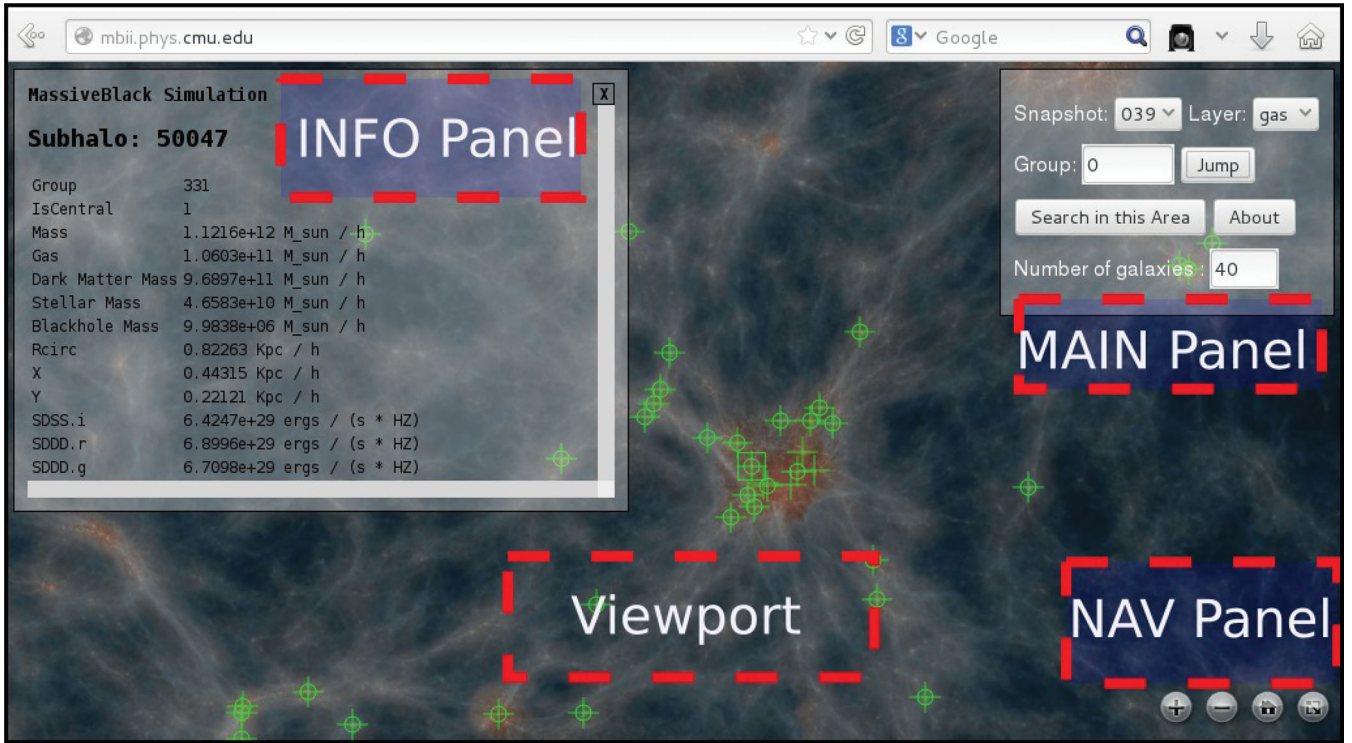 mbii.phys.cmu.edu
8 Google
MassiveBlack Simulation
X
Subhalo: 50047
INFO Panel
Group 331
IsCentral 1
Mass 1.1216e+12 M_sun / h
Gas 1.0603e+11 M_sun / h
Dark Matter Mass 9.6897e+11 M_sun / h
Stellar Mass 4.6583e+10 M_sun / h
Blackhole Mass 9.9838e+06 M_sun / h
Rcirc 0.82263 Kpc / h
X 0.44315 Kpc / h
Y 0.22121 Kpc / h
SDSS.i 6.4247e+29 ergs / (s * HZ)
SDDD.r 6.8996e+29 ergs / (s * HZ)
SDDD.g 6.7098e+29 ergs / (s * HZ)
Snapshot: 039 Layer: gas
Group: 0 Jump
Search in this Area About
Number of galaxies : 40
MAIN Panel
Viewport
NAV Panel